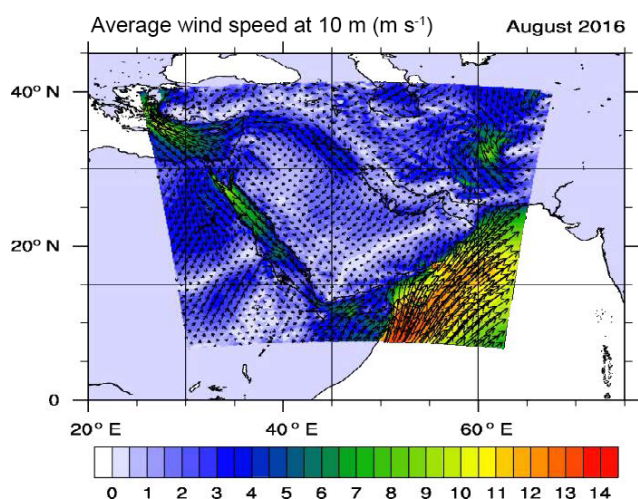 Average wind speed at 10 m (m s⁻¹) August 2016
40° N
20° N
0
20° E 40° E 60° E
0 1 2 3 4 5 6 7 8 9 10 11 12 13 14